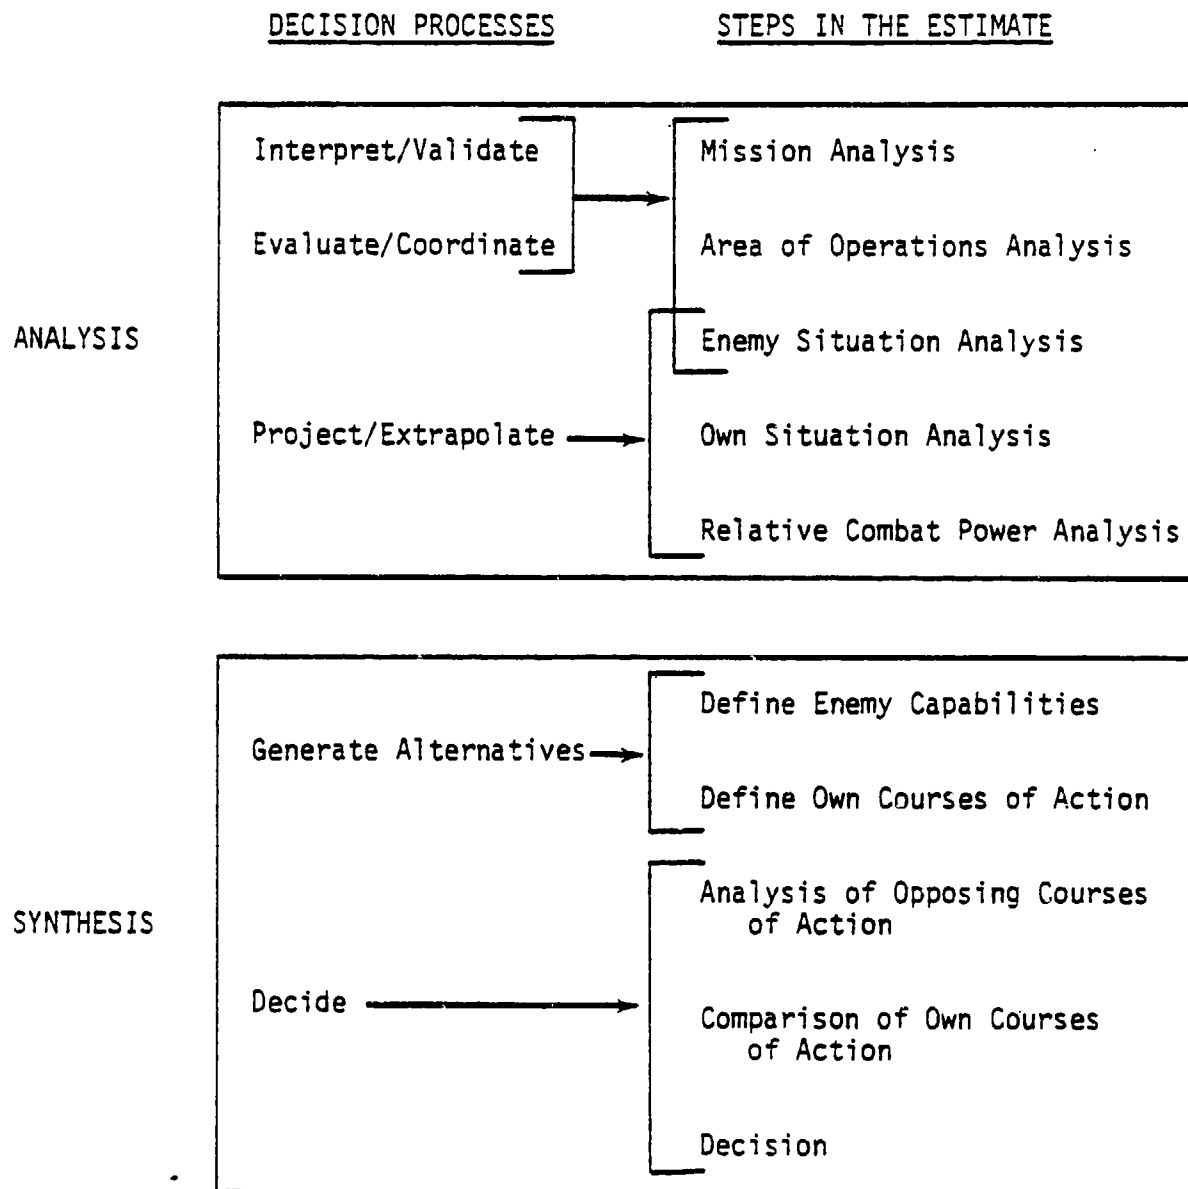 DECISION PROCESSES
STEPS IN THE ESTIMATE
Interpret/Validate
Mission Analysis
Evaluate/Coordinate
Area of Operations Analysis
ANALYSIS
Enemy Situation Analysis
Project/Extrapolate
Own Situation Analysis
Relative Combat Power Analysis
Define Enemy Capabilities
Generate Alternatives
Define Own Courses of Action
SYNTHESIS
Analysis of Opposing Courses
of Action
Decide
Comparison of Own Courses
of Action
Decision